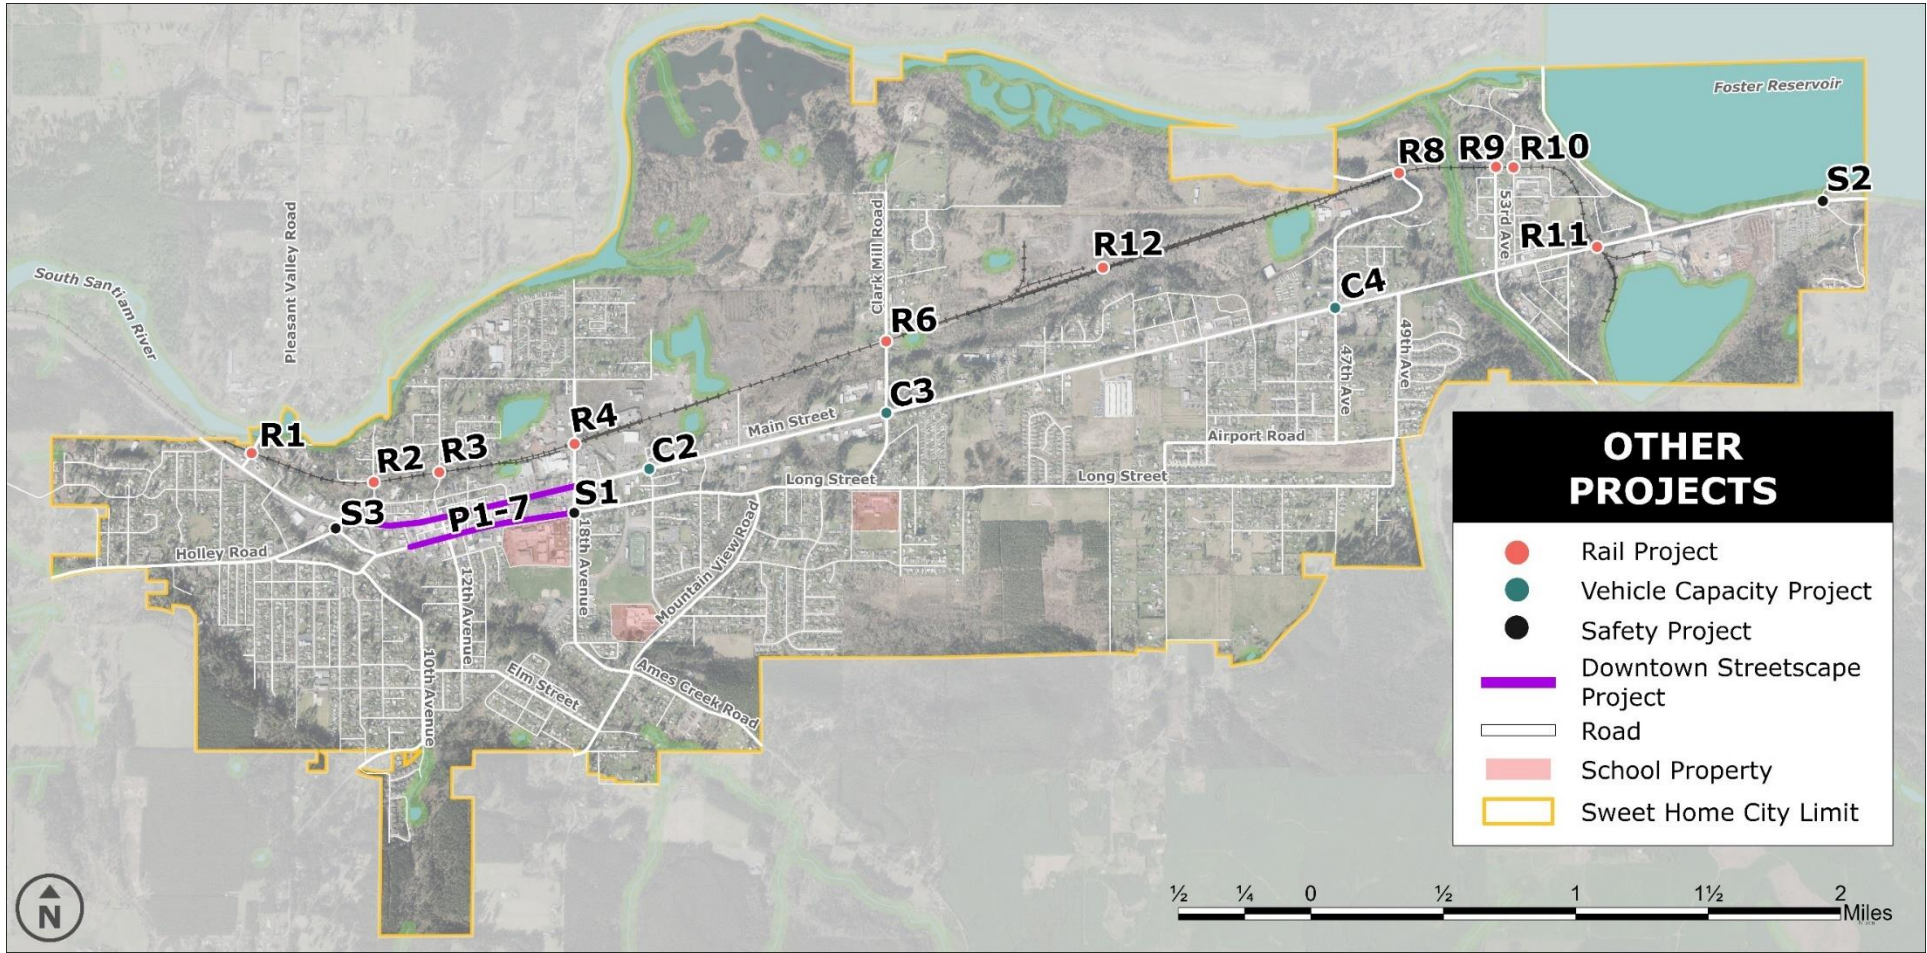 Foster Reservoir
R8
R9
R10
S2
Pleasant Valley Road
Clark Mill Road
53rd Ave
R12
R11
South Santiam River
C4
R6
49th Ave
47th Ave
C3
Main Street
R1
R2
R3
R4
C2
Airport Road
Long Street
Long Street
S3
P1-7
S1
Holley Road
18th Avenue
Mountain View Road
12th Avenue
10th Avenue
Elm Street
Ames Creek Road
OTHER
PROJECTS
Rail Project
Vehicle Capacity Project
Safety Project
Downtown Streetscape
Project
Road
School Property
Sweet Home City Limit
N
½ ¼ 0 ½ 1 1½ 2
Miles